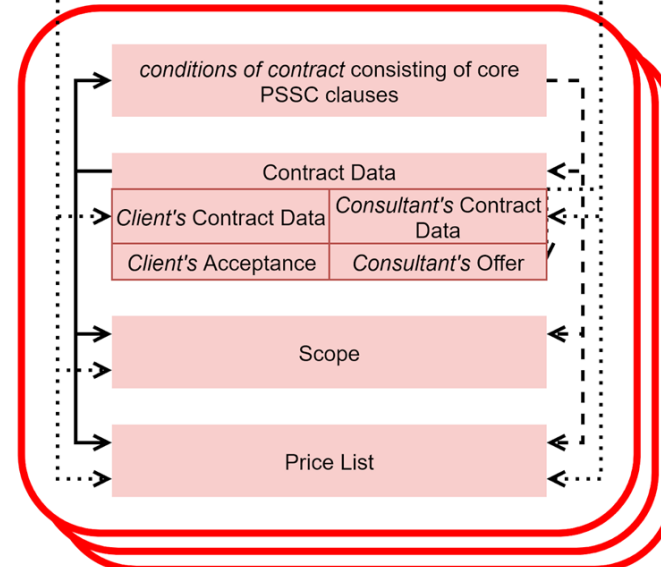 conditions of contract consisting of core
PSSC clauses
Contract Data
Client's Contract Data
Consultant's Contract
Data
Client's Acceptance
Consultant's Offer
Scope
Price List